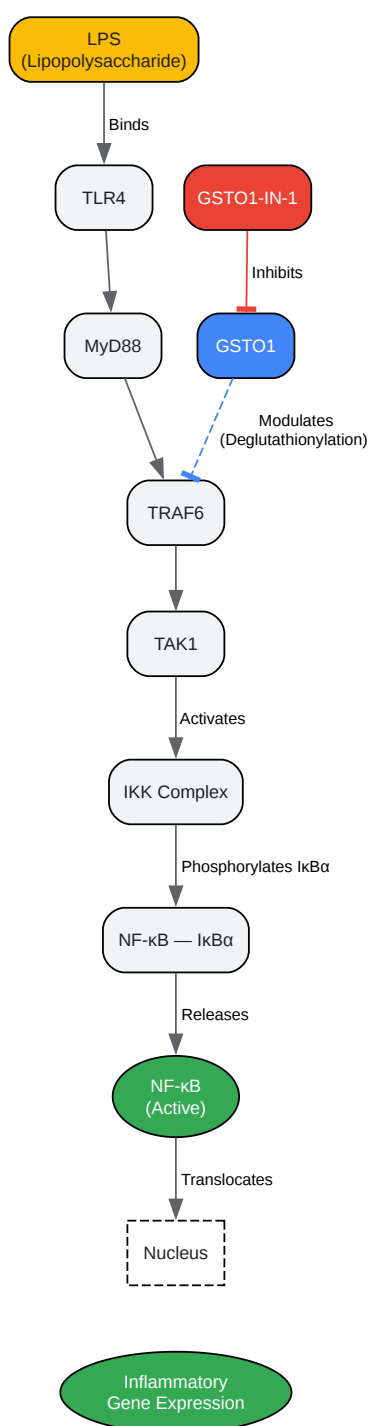 LPS
(Lipopolysaccharide)
Binds
TLR4
GSTO1-IN-1
Inhibits
MyD88
GSTO1
Modulates
(Deglutathionylation)
TRAF6
TAK1
Activates
IKK Complex
Phosphorylates IκBα
NF-κB — IκBα
Releases
NF-κB
(Active)
Translocates
Nucleus
Inflammatory
Gene Expression